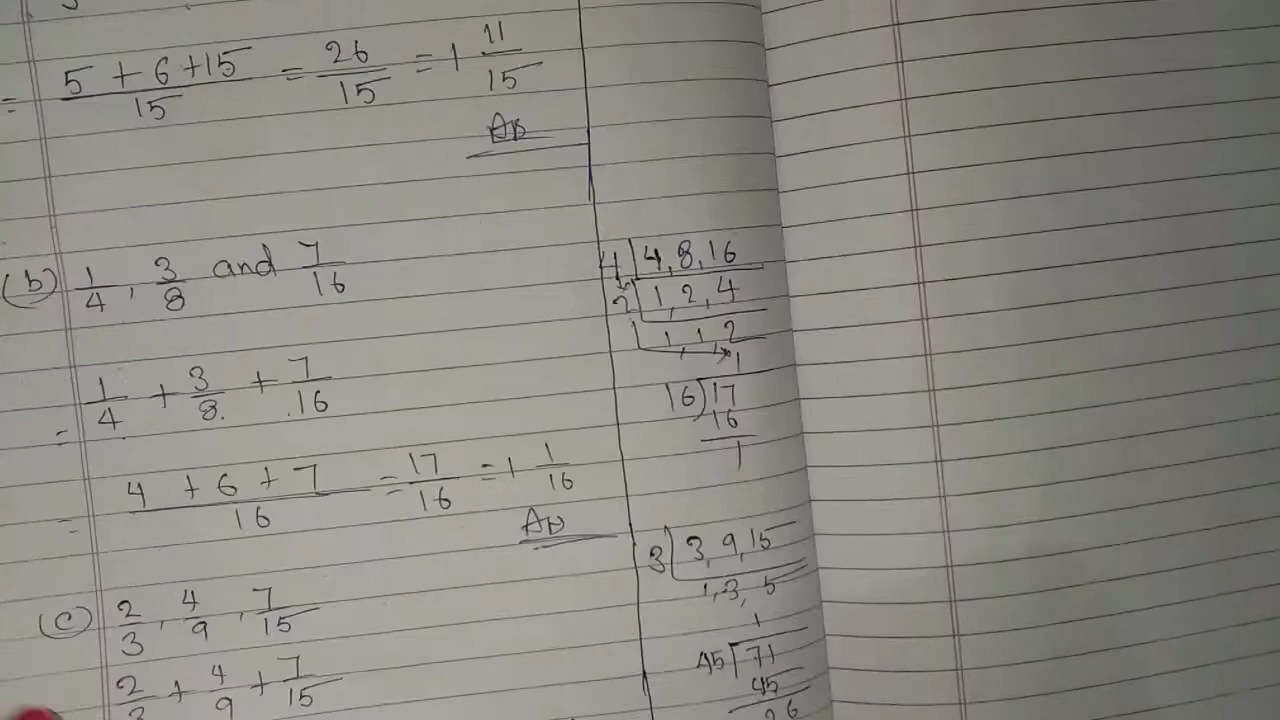 = 5 + 6 + 15 / 15 = 26/15 = 1 11/15
(b) 1/4, 3/8 and 7/16
= 1/4 + 3/8 + 7/16
= 4 + 6 + 7 / 16 = 17/16 = 1 1/16
(c) 2/3, 4/9, 7/15
2/3 + 4/9 + 7/15
4 | 4, 8, 16
2 | 1, 2, 4
1, 1, 2
1
16) 17
16
1
3 | 3, 9, 15
1, 3, 5
1
45) 71
45
26